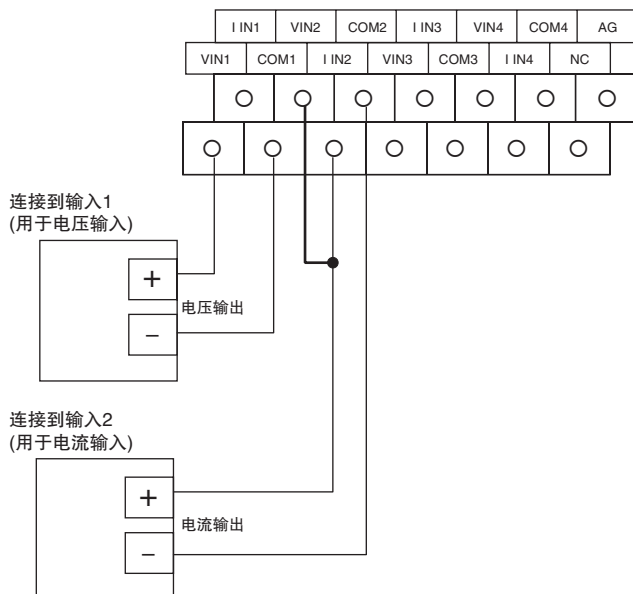 I IN1 VIN2 COM2 I IN3 VIN4 COM4 AG
VIN1 COM1 I IN2 VIN3 COM3 I IN4 NC
连接到输入1
(用于电压输入)
+
电压输出
−
连接到输入2
(用于电流输入)
+
电流输出
−